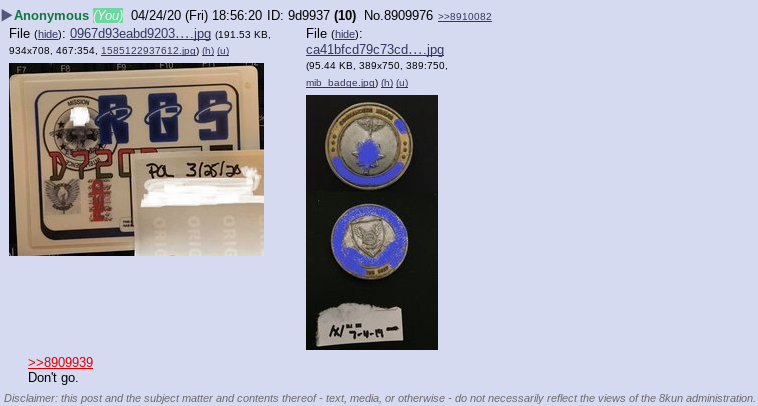 Anonymous (You) 04/24/20 (Fri) 18:56:20 ID: 9d9937 (10) No.8909976 >>8910082
File (hide): 0967d93eabd9203….jpg (191.53 KB, 934x708, 467:354, 1585122937612.jpg) (h) (u)
File (hide): ca41bfcd79c73cd….jpg (95.44 KB, 389x750, 389:750, mib_badge.jpg) (h) (u)
F7 F8 F9 F10
MISSION
RGS
POL 3/25/20
ORIG
7-4-19
>>8909939
Don't go.
Disclaimer: this post and the subject matter and contents thereof - text, media, or otherwise - do not necessarily reflect the views of the 8kun administration.